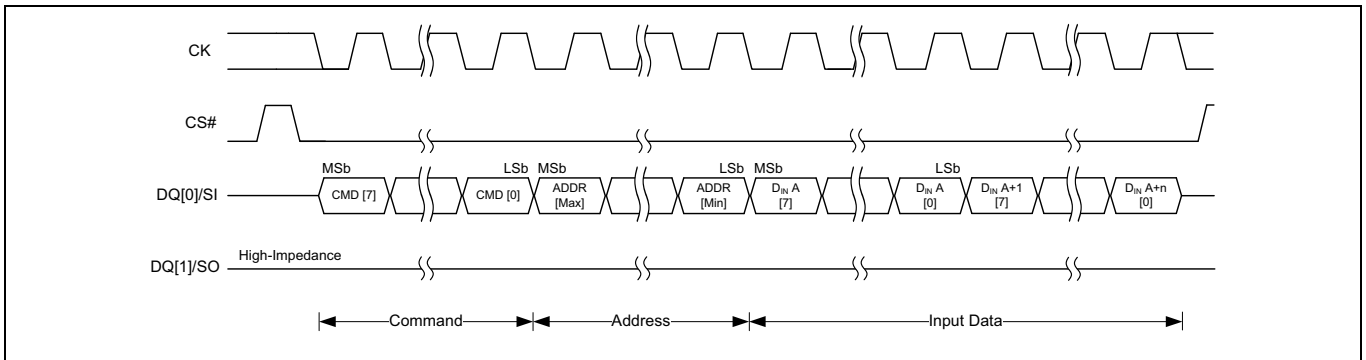 CK
CS#
MSb LSb MSb LSb MSb LSb
DQ[0]/SI CMD [7] CMD [0] ADDR [Max] ADDR [Min] DIN A [7] DIN A [0] DIN A+1 [7] DIN A+n [0]
DQ[1]/SO High-Impedance
Command Address Input Data